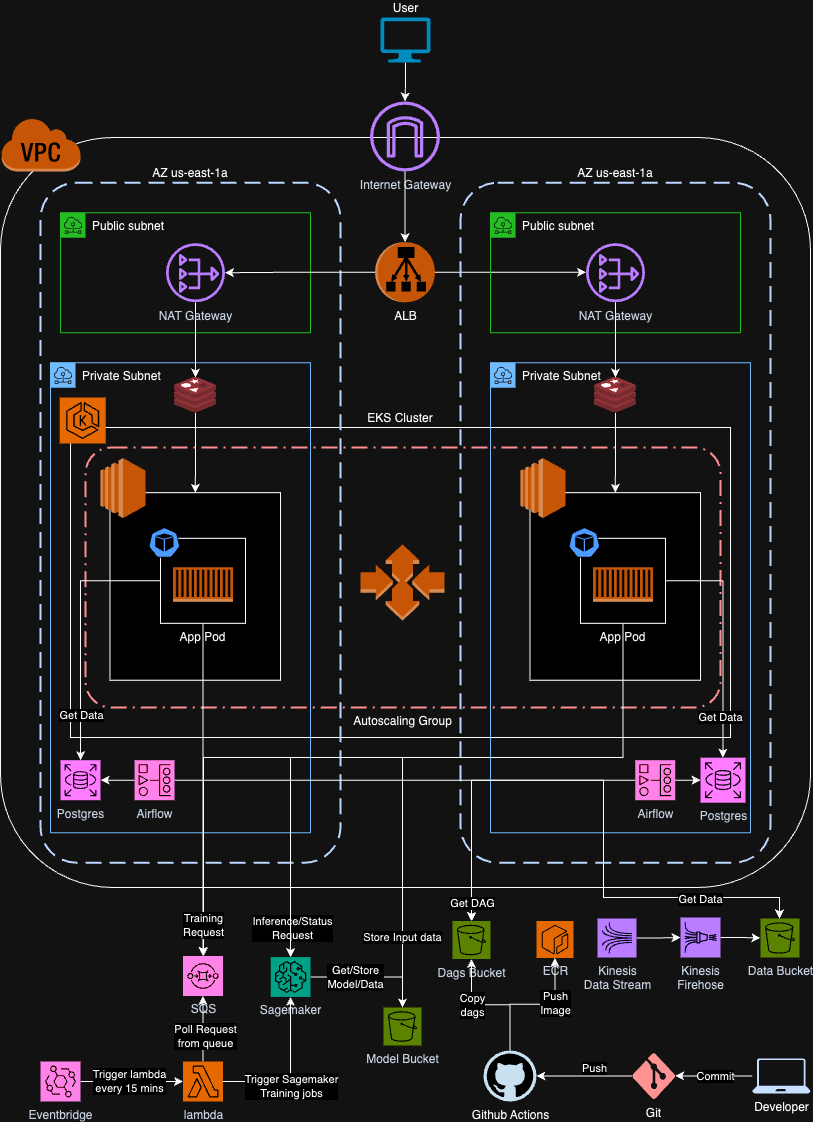 User
VPC
Internet Gateway
AZ us-east-1a
AZ us-east-1a
Public subnet
Public subnet
NAT Gateway
ALB
NAT Gateway
Private Subnet
Private Subnet
K
EKS Cluster
App Pod
App Pod
Get Data
Autoscaling Group
Get Data
Postgres
Airflow
Airflow
Postgres
Get DAG
Get Data
Training
Request
Inference/Status
Request
Store Input data
Dags Bucket
ECR
Kinesis
Data Stream
Kinesis
Firehose
Data Bucket
Get/Store
Model/Data
SQS
Sagemaker
Copy
dags
Push
Image
Poll Request
from queue
Model Bucket
Trigger lambda
every 15 mins
Trigger Sagemaker
Training jobs
Push
Commit
Eventbridge
lambda
Github Actions
Git
Developer